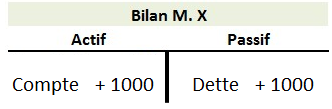 Bilan M. X
Actif Passif
Compte + 1000 Dette + 1000